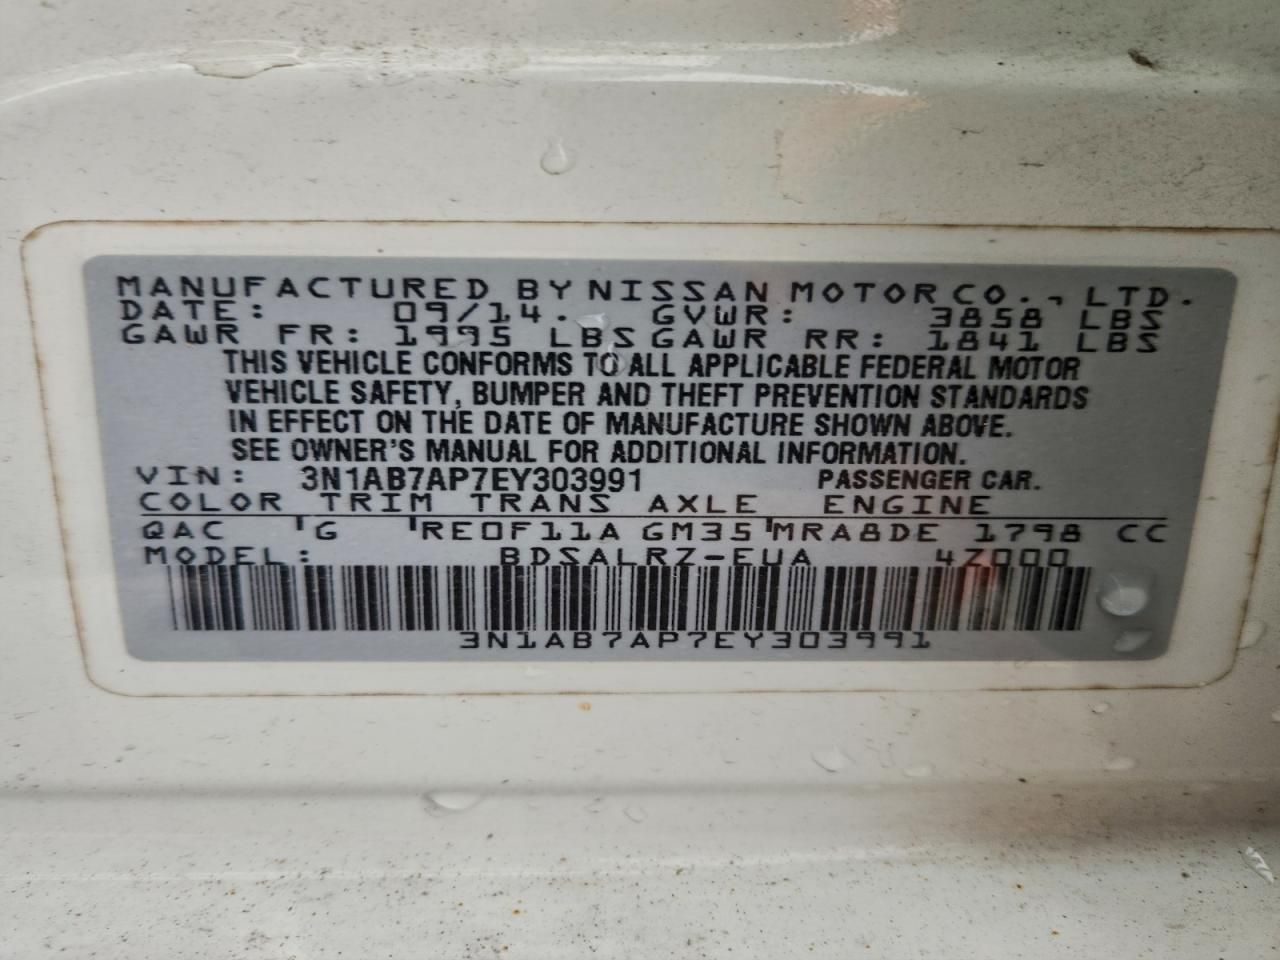 MANUFACTURED BY NISSAN MOTOR CO., LTD.
DATE: 09/14. GVWR: 3858 LBS
GAWR FR: 1995 LBS GAWR RR: 1841 LBS
THIS VEHICLE CONFORMS TO ALL APPLICABLE FEDERAL MOTOR
VEHICLE SAFETY, BUMPER AND THEFT PREVENTION STANDARDS
IN EFFECT ON THE DATE OF MANUFACTURE SHOWN ABOVE.
SEE OWNER'S MANUAL FOR ADDITIONAL INFORMATION.
VIN: 3N1AB7AP7EY303991 PASSENGER CAR.
COLOR TRIM TRANS AXLE ENGINE
QAC 'G 'RE0F11A GM35'MRA8DE 1798 CC
MODEL: BDSALRZ-EUA 4Z000
3N1AB7AP7EY303991